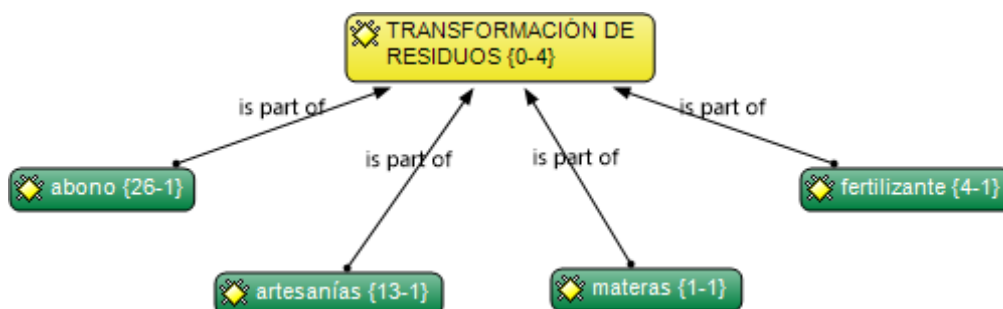 TRANSFORMACIÓN DE
RESIDUOS {0-4}
is part of
is part of
is part of
is part of
abono {26-1}
fertilizante {4-1}
artesanías {13-1}
materas {1-1}